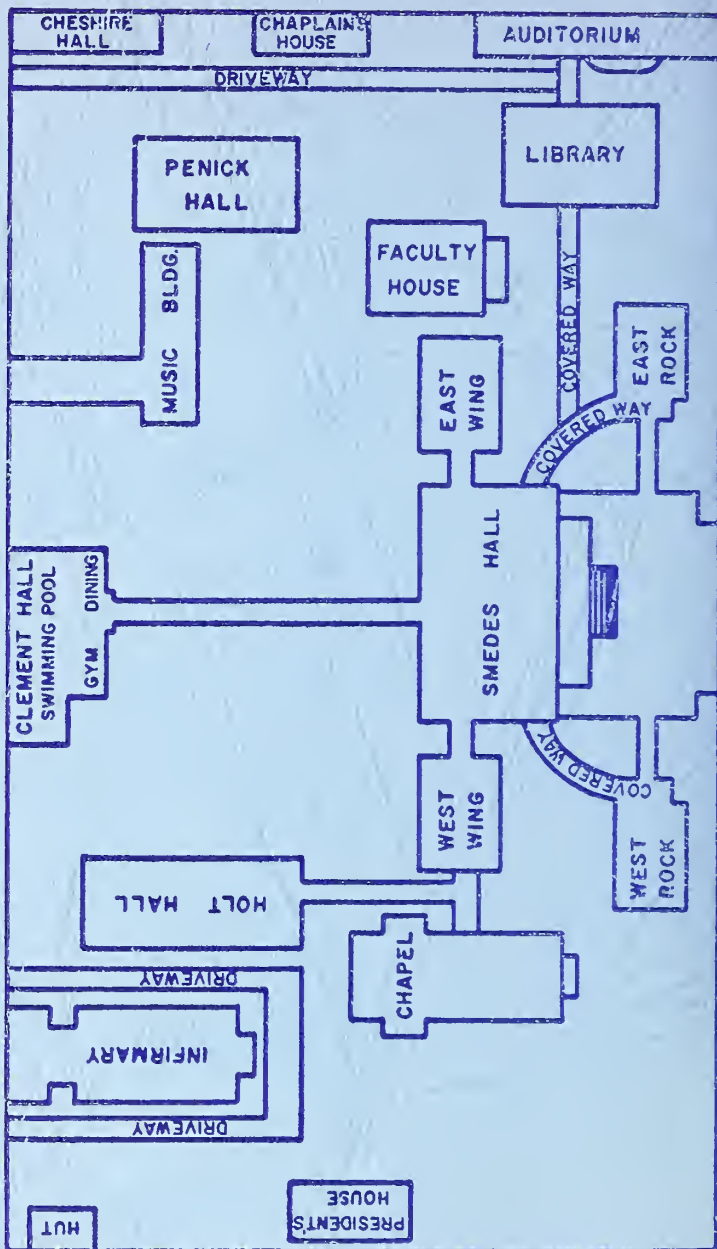 CHESHIRE
HALL
CHAPLAIN'S
HOUSE
AUDITORIUM
DRIVEWAY
PENICK
HALL
LIBRARY
FACULTY
HOUSE
COVERED WAY
MUSIC BLDG.
EAST
WING
COVERED WAY
EAST
ROCK
CLEMENT HALL
SWIMMING POOL
GYM DINING
SMEDES HALL
WEST
WING
COVERED WAY
WEST
ROCK
HOLT HALL
CHAPEL
DRIVEWAY
INFIRMARY
DRIVEWAY
HUT
PRESIDENT'S
HOUSE